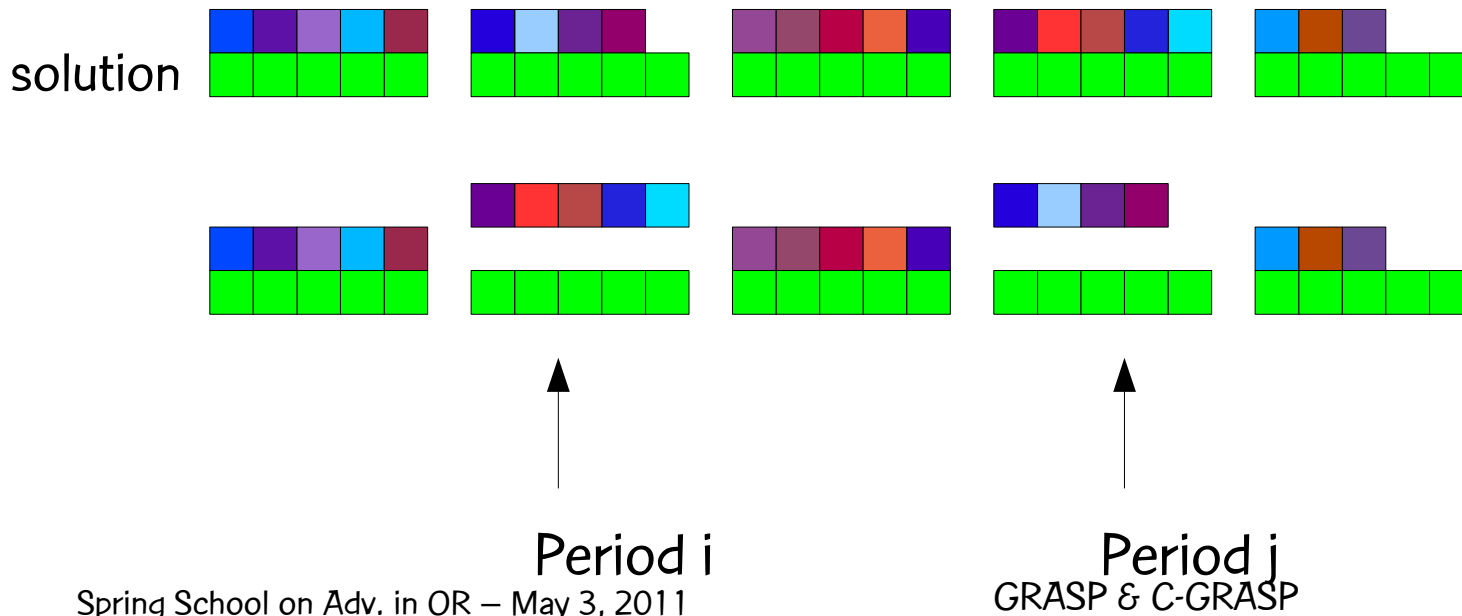 solution
Period i
Period j
Spring School on Adv. in OR – May 3, 2011
GRASP & C-GRASP